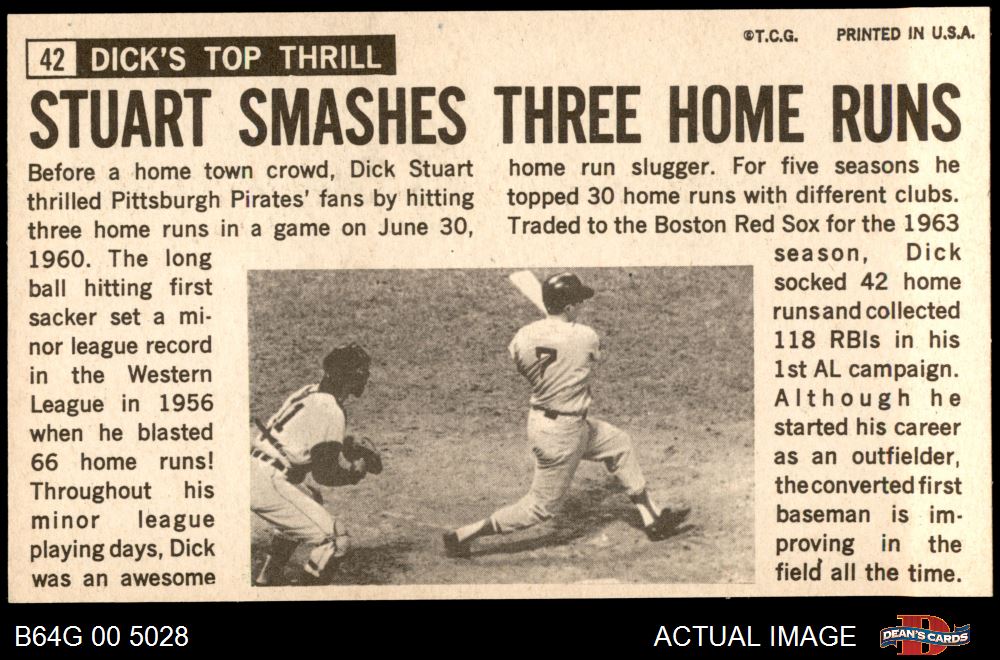 42 DICK'S TOP THRILL
©T.C.G. PRINTED IN U.S.A.
STUART SMASHES THREE HOME RUNS
Before a home town crowd, Dick Stuart
thrilled Pittsburgh Pirates' fans by hitting
three home runs in a game on June 30,
1960. The long
ball hitting first
sacker set a mi-
nor league record
in the Western
League in 1956
when he blasted
66 home runs!
Throughout his
minor league
playing days, Dick
was an awesome
home run slugger. For five seasons he
topped 30 home runs with different clubs.
Traded to the Boston Red Sox for the 1963
season, Dick
socked 42 home
runs and collected
118 RBIs in his
1st AL campaign.
Although he
started his career
as an outfielder,
the converted first
baseman is im-
proving in the
field all the time.
7
1
B64G 00 5028
ACTUAL IMAGE
D
DEAN'S CARDS